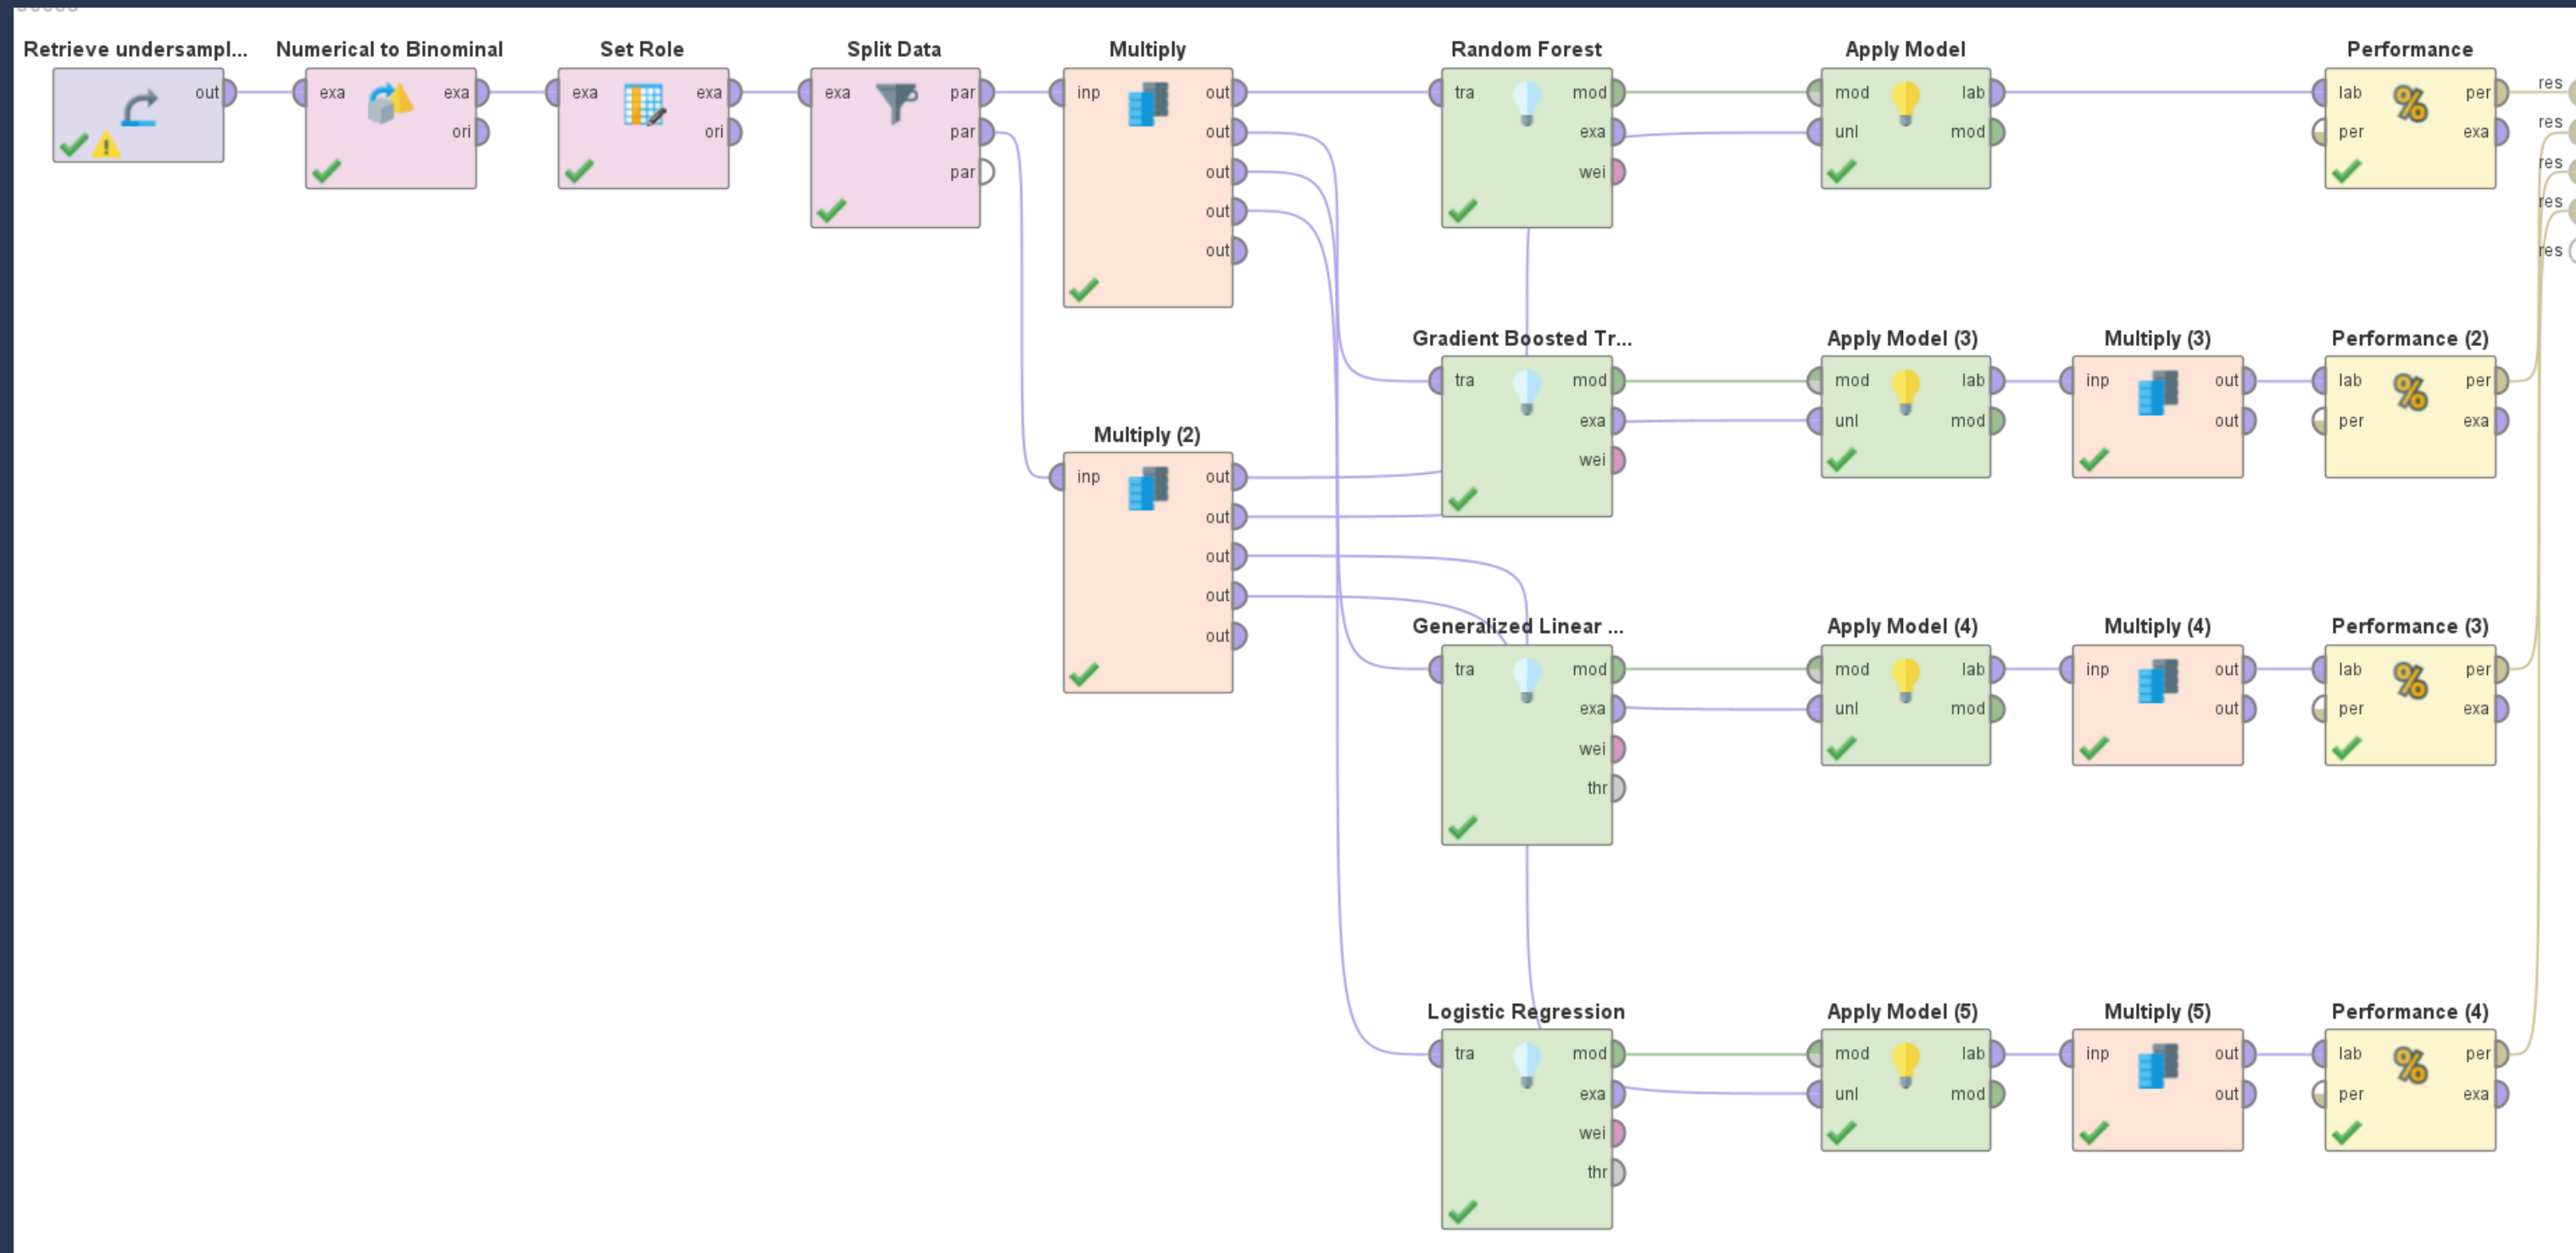 Retrieve undersampl...
out
Numerical to Binominal
exa exa
ori
Set Role
exa exa
ori
Split Data
exa par
par
par
Multiply
inp out
out
out
out
out
Random Forest
tra mod
exa
wei
Apply Model
mod lab
unl mod
Performance
lab per
per exa
res
res
res
res
res
Gradient Boosted Tr...
tra mod
exa
wei
Apply Model (3)
mod lab
unl mod
Multiply (3)
inp out
out
Performance (2)
lab per
per exa
Multiply (2)
inp out
out
out
out
out
Generalized Linear ...
tra mod
exa
wei
thr
Apply Model (4)
mod lab
unl mod
Multiply (4)
inp out
out
Performance (3)
lab per
per exa
Logistic Regression
tra mod
exa
wei
thr
Apply Model (5)
mod lab
unl mod
Multiply (5)
inp out
out
Performance (4)
lab per
per exa